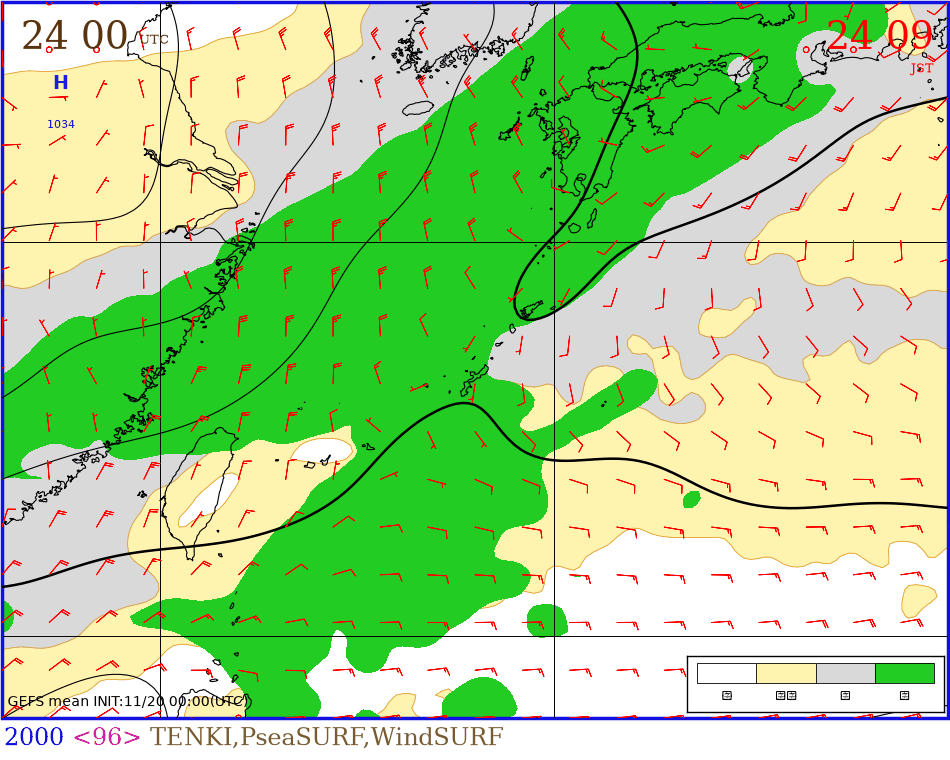 24 00 UTC
24 09
JST
H
1034
GEFS mean INIT:11/20 00:00(UTC)
2000 <96> TENKI,PseaSURF,WindSURF